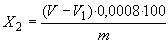 X₂ = (V – V₁) · 0,0008 · 100 / m